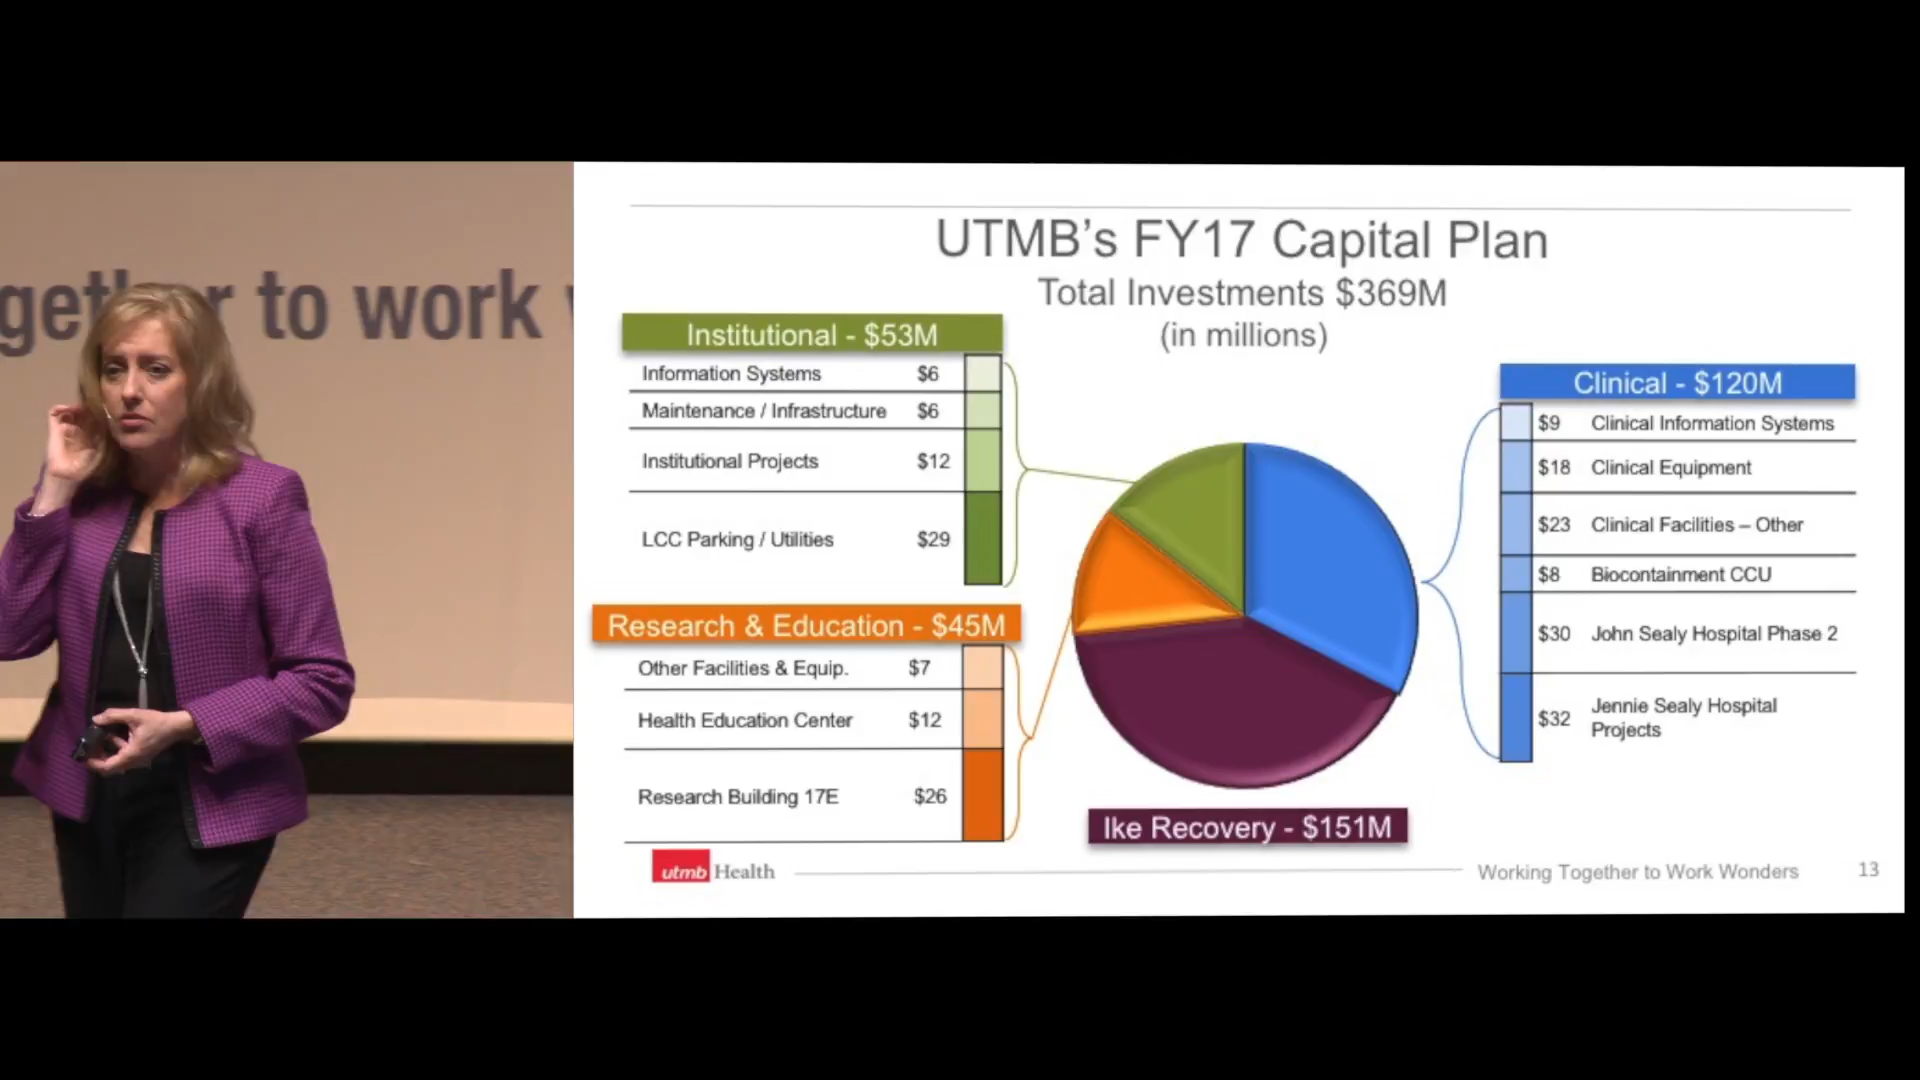 gether to work
UTMB's FY17 Capital Plan
Total Investments $369M
(in millions)
Institutional - $53M
Information Systems $6
Maintenance / Infrastructure $6
Institutional Projects $12
LCC Parking / Utilities $29
Research & Education - $45M
Other Facilities & Equip. $7
Health Education Center $12
Research Building 17E $26
Clinical - $120M
$9 Clinical Information Systems
$18 Clinical Equipment
$23 Clinical Facilities – Other
$8 Biocontainment CCU
$30 John Sealy Hospital Phase 2
$32 Jennie Sealy Hospital
Projects
Ike Recovery - $151M
utmb Health
Working Together to Work Wonders 13